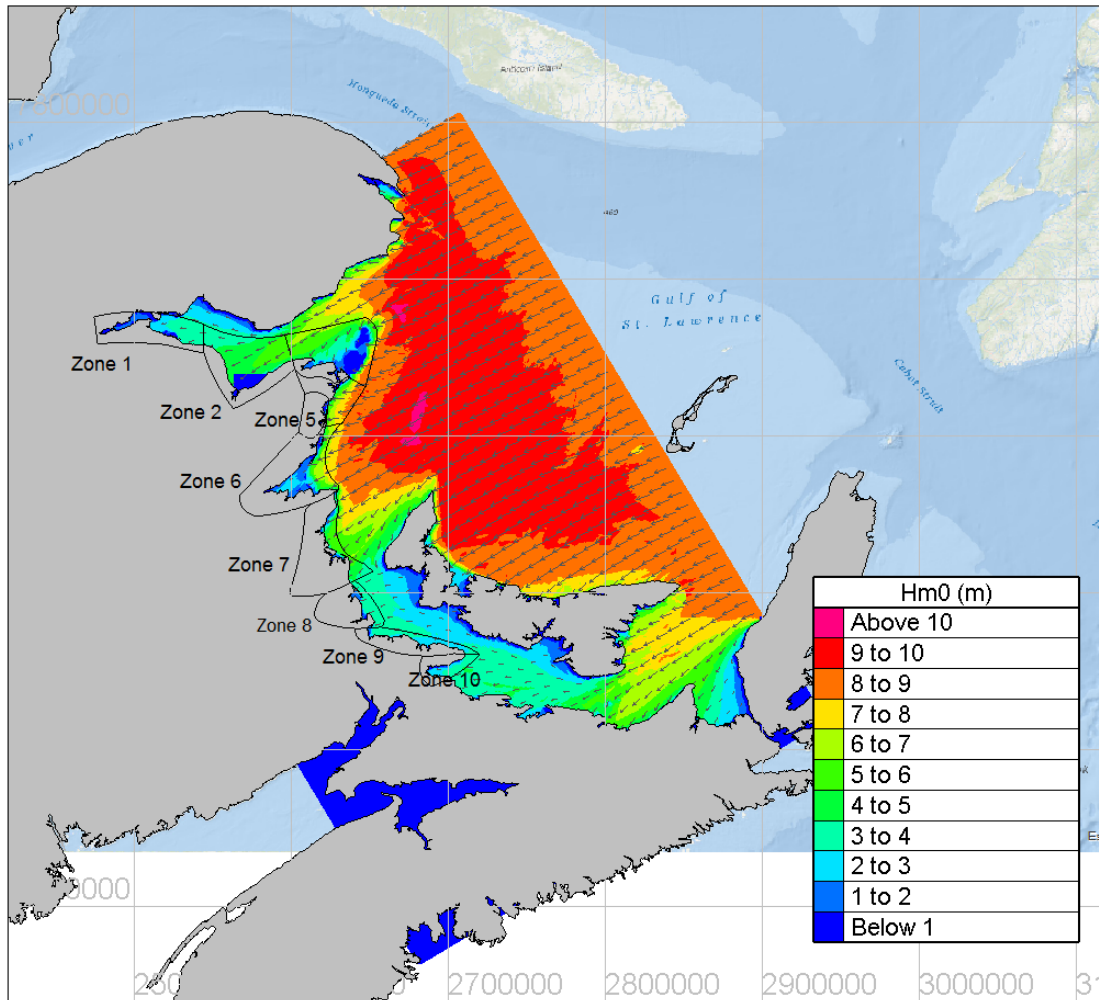 Anticosti Island
Honguedo Strait
Gulf of
St. Lawrence
Cabot Strait
Zone 1
Zone 2
Zone 5
Zone 6
Zone 7
Zone 8
Zone 9
Zone 10
Hm0 (m)
Above 10
9 to 10
8 to 9
7 to 8
6 to 7
5 to 6
4 to 5
3 to 4
2 to 3
1 to 2
Below 1
2700000
2800000
2900000
3000000